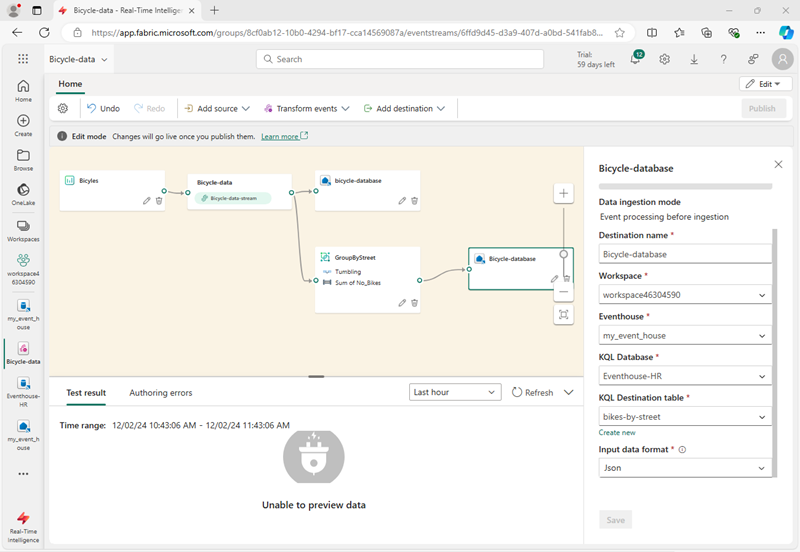 Bicycle-data - Real-Time Intelligence
https://app.fabric.microsoft.com/groups/8cf0ab12-10b0-4294-bf17-cca14569087a/eventstreams/6ffd9d45-d3a9-407d-a0bd-541fab8...
Bicycle-data
Search
Trial:
59 days left
12
Home
Edit
Undo
Redo
Add source
Transform events
Add destination
Publish
Edit mode
Changes will go live once you publish them.
Learn more
Home
Create
Browse
OneLake
Workspaces
workspace4
6304590
my_event_h
ouse
Bicycle-data
Eventhouse-
HR
my_event_h
ouse
Real-Time
Intelligence
Bicyles
Bicycle-data
Bicycle-data-stream
bicycle-database
GroupByStreet
Tumbling
Sum of No_Bikes
Bicycle-database
Test result
Authoring errors
Last hour
Refresh
Time range: 12/02/24 10:43:06 AM - 12/02/24 11:43:06 AM
Unable to preview data
Bicycle-database
Data ingestion mode
Event processing before ingestion
Destination name *
Bicycle-database
Workspace *
workspace46304590
Eventhouse *
my_event_house
KQL Database *
Eventhouse-HR
KQL Destination table *
bikes-by-street
Create new
Input data format *
Json
Save